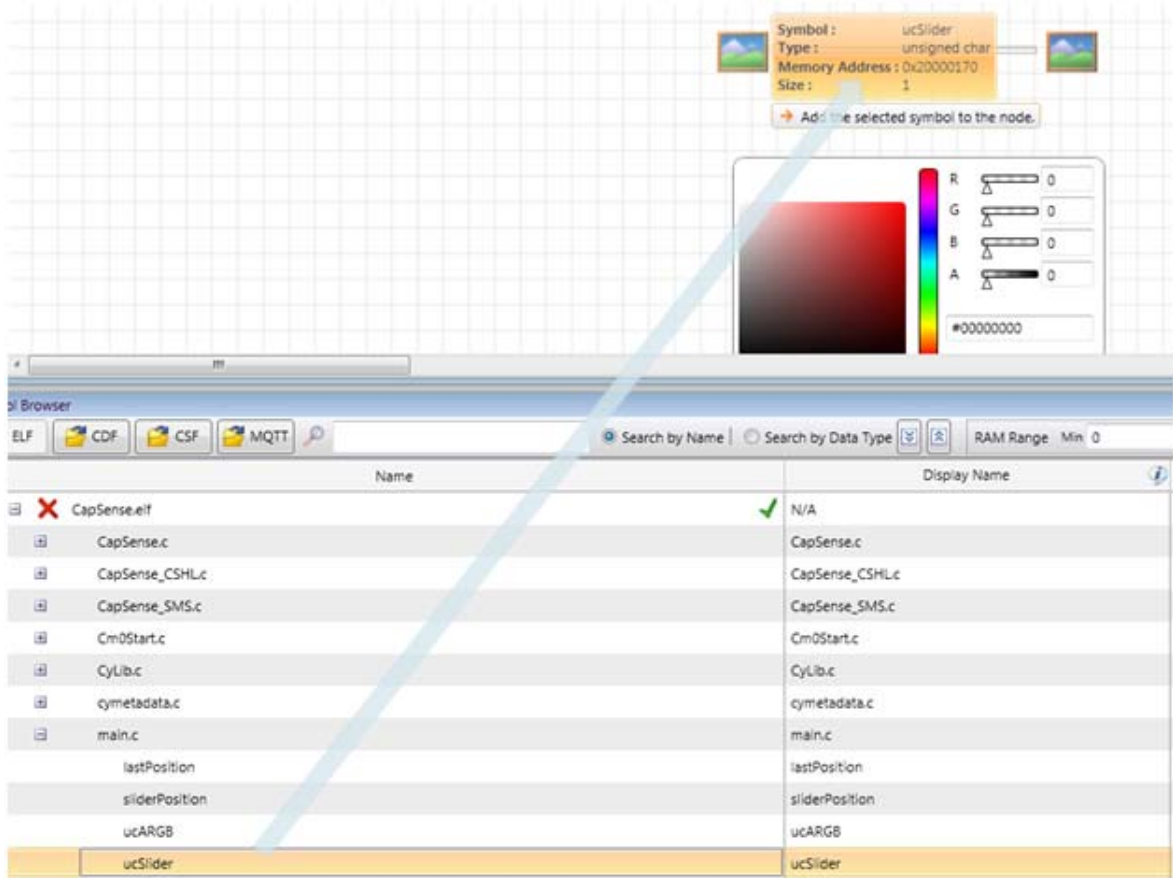 Symbol : ucSlider
Type : unsigned char
Memory Address : 0x20000170
Size : 1
Add the selected symbol to the node.
R 0
G 0
B 0
A 0
#00000000
ol Browser
ELF CDF CSF MQTT Search by Name Search by Data Type RAM Range Min 0
Name Display Name
CapSense.elf N/A
CapSense.c CapSense.c
CapSense_CSHL.c CapSense_CSHL.c
CapSense_SMS.c CapSense_SMS.c
Cm0Start.c Cm0Start.c
CyLib.c CyLib.c
cymetadata.c cymetadata.c
main.c main.c
lastPosition lastPosition
sliderPosition sliderPosition
ucARGB ucARGB
ucSlider ucSlider